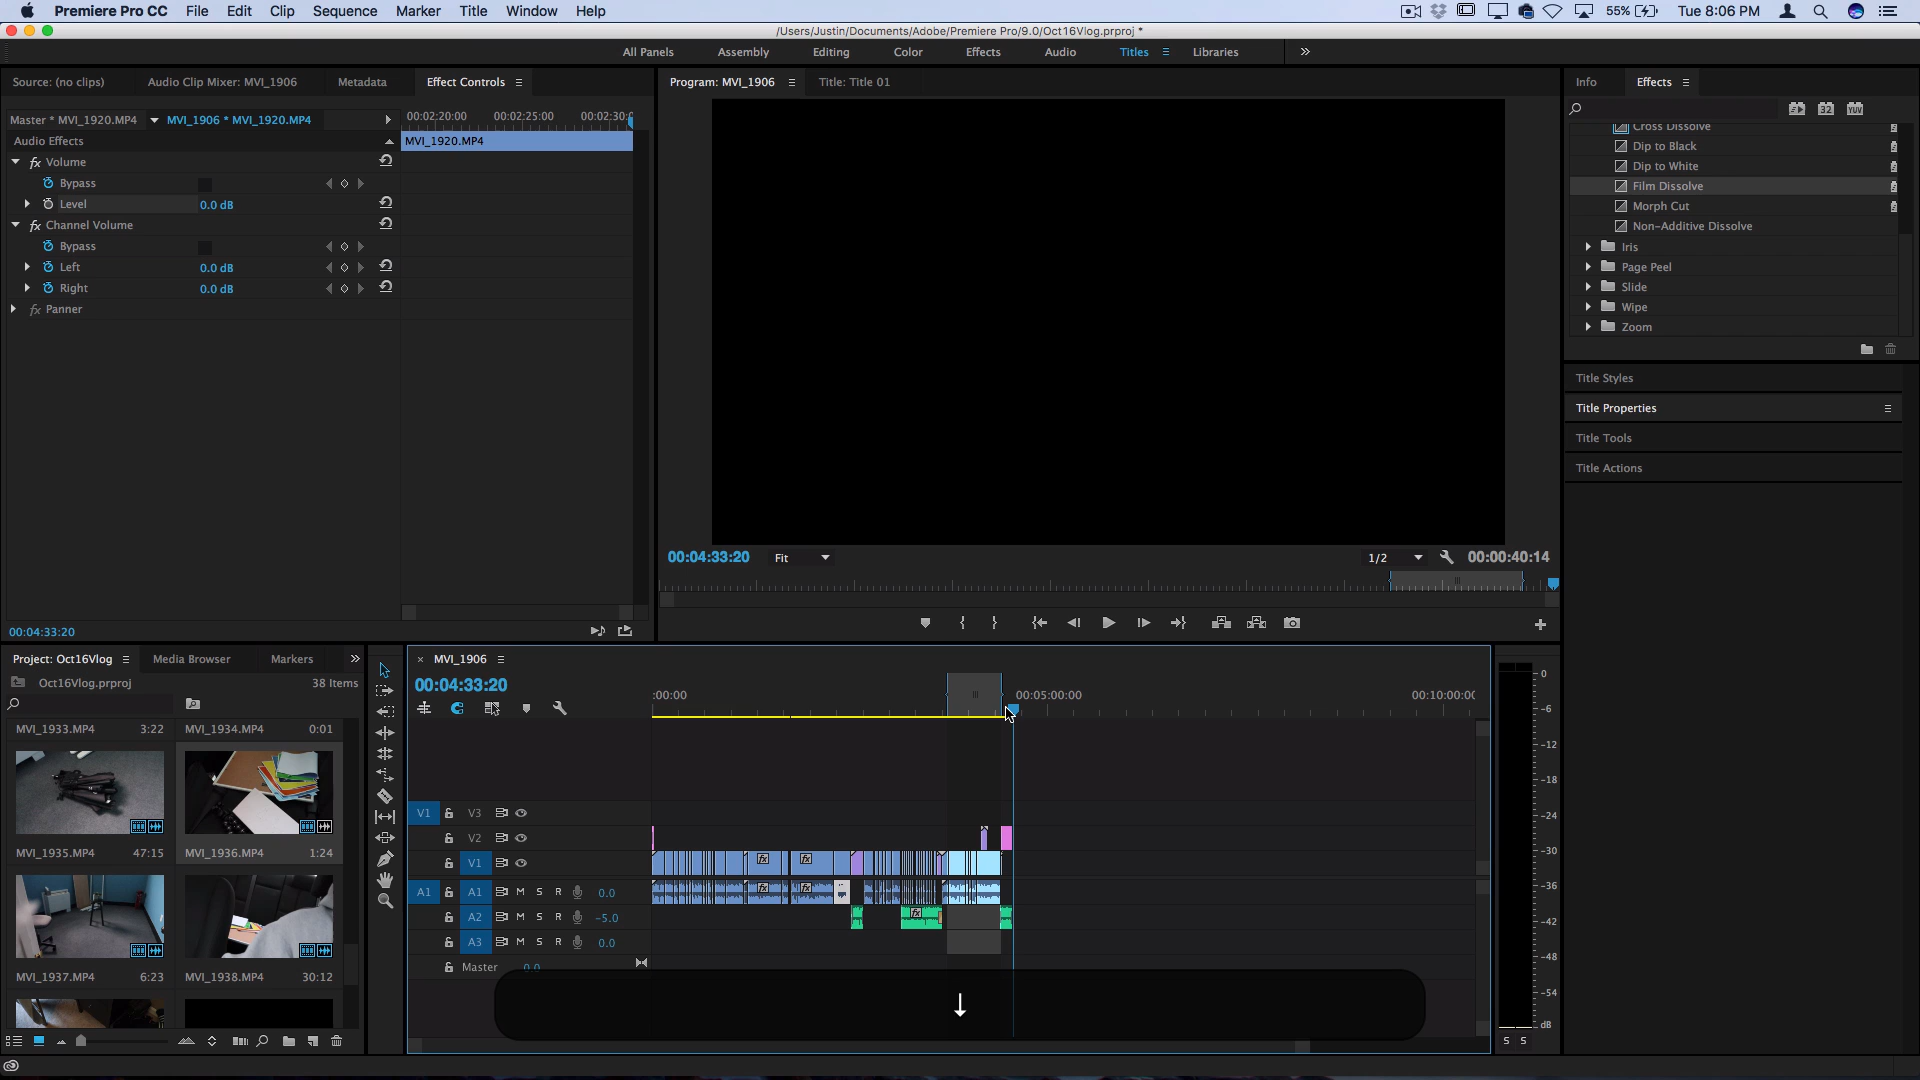 Premiere Pro CC File Edit Clip Sequence Marker Title Window Help 55% Tue 8:06 PM
/Users/Justin/Documents/Adobe/Premiere Pro/9.0/Oct16Vlog.prproj *
All Panels Assembly Editing Color Effects Audio Titles Libraries
Source: (no clips) Audio Clip Mixer: MVI_1906 Metadata Effect Controls
Program: MVI_1906 Title: Title 01
Info Effects
Master * MVI_1920.MP4 MVI_1906 * MVI_1920.MP4
00:02:20:00 00:02:25:00 00:02:30:0
MVI_1920.MP4
Audio Effects
fx Volume
Bypass
Level 0.0 dB
fx Channel Volume
Bypass
Left 0.0 dB
Right 0.0 dB
fx Panner
00:04:33:20
32 YUV
Cross Dissolve
Dip to Black
Dip to White
Film Dissolve
Morph Cut
Non-Additive Dissolve
Iris
Page Peel
Slide
Wipe
Zoom
Title Styles
Title Properties
Title Tools
Title Actions
00:04:33:20 Fit 1/2 00:00:40:14
Project: Oct16Vlog Media Browser Markers
Oct16Vlog.prproj 38 Items
MVI_1933.MP4 3:22 MVI_1934.MP4 0:01
MVI_1935.MP4 47:15 MVI_1936.MP4 1:24
MVI_1937.MP4 6:23 MVI_1938.MP4 30:12
× MVI_1906
00:04:33:20
:00:00 00:05:00:00 00:10:00:00
V1 V3
V2
V1 fx fx
A1 A1 M S R 0.0 fx fx
A2 M S R -5.0 fx
A3 M S R 0.0
Master 0.0
↓
0
-6
-12
-18
-24
-30
-36
-42
-48
-54
dB
S S